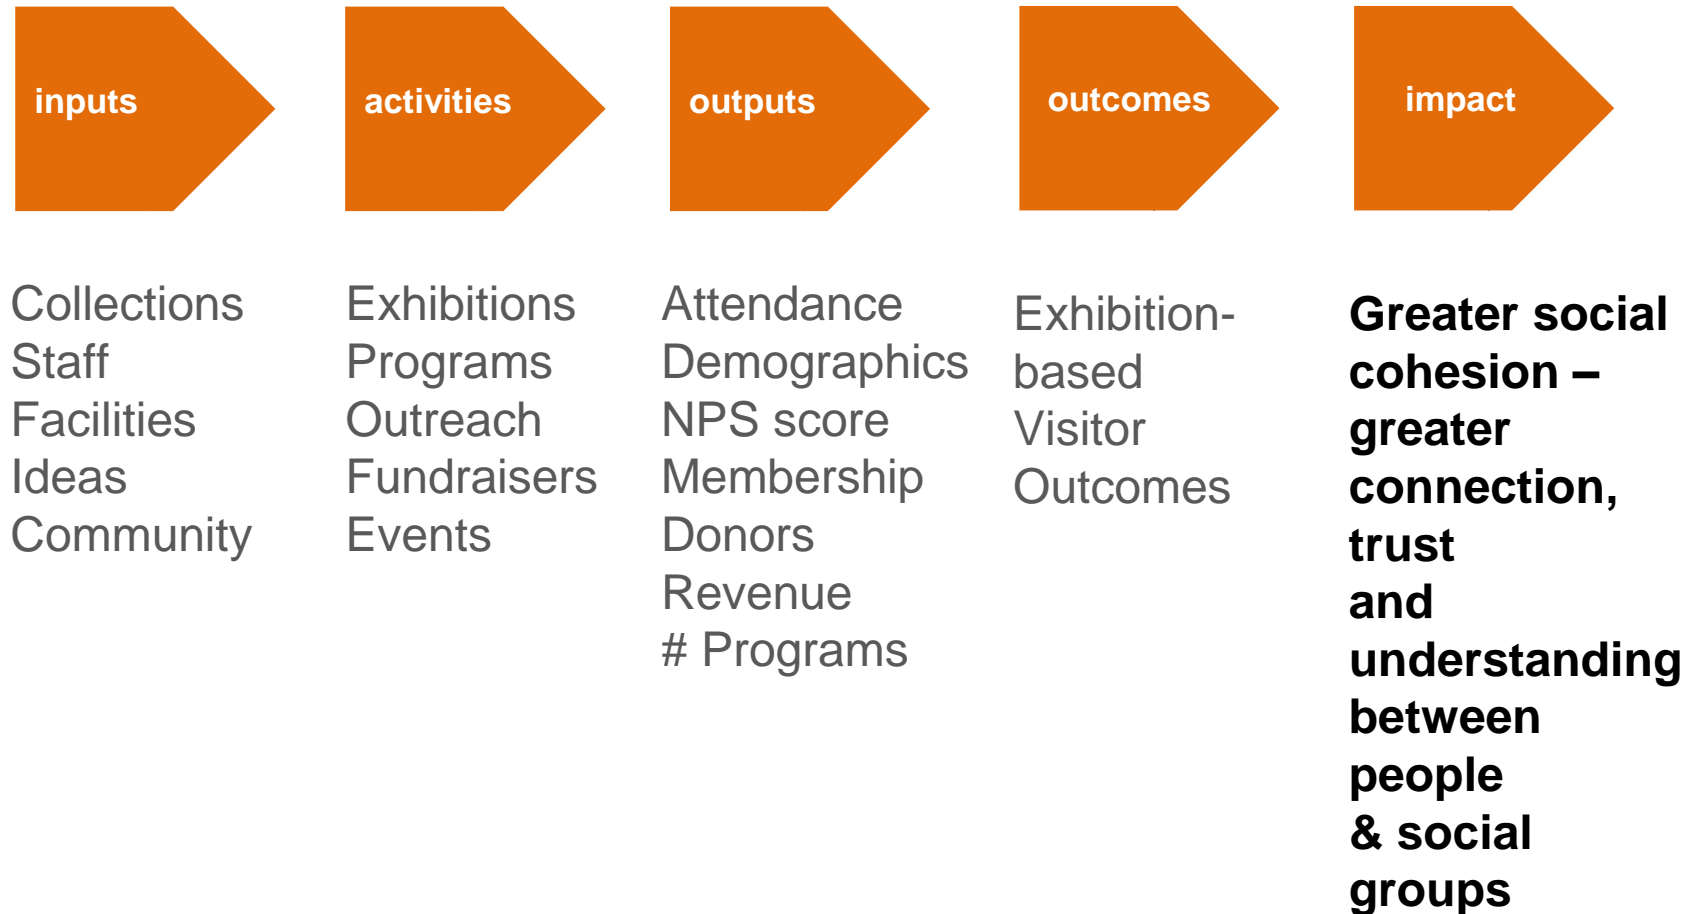 inputs
activities
outputs
outcomes
impact
Collections
Staff
Facilities
Ideas
Community
Exhibitions
Programs
Outreach
Fundraisers
Events
Attendance
Demographics
NPS score
Membership
Donors
Revenue
# Programs
Exhibition-
based
Visitor
Outcomes
Greater social
cohesion –
greater
connection,
trust
and
understanding
between
people
& social
groups